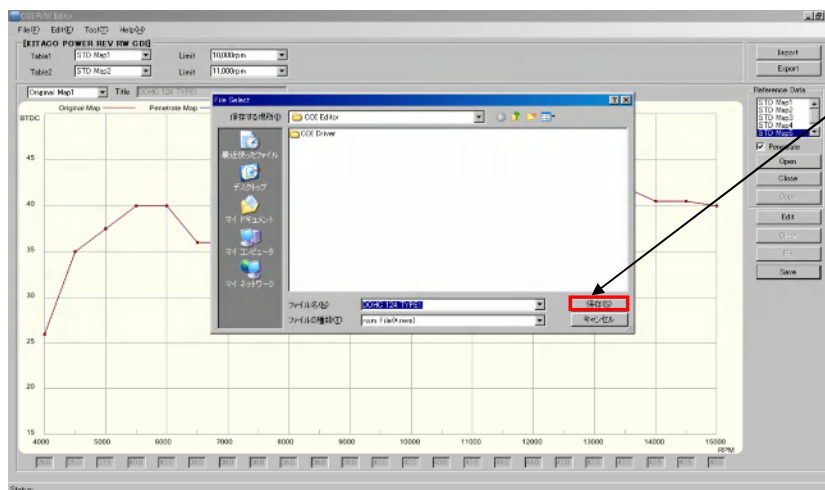 CDI R/W Editor
File(F) Edit(E) Tool(T) Help(H)
[KITACO POWER REV RW CDI]
Table1 STD Map1 Limit 10,000rpm
Table2 STD Map2 Limit 11,000rpm
Import
Export
Original Map1 Title DOHC 124 TYPE1
Original Map Penetrate Map
BTDC
File Select
保存する場所(I): CDI Editor
CDI Driver
最近使ったファイル
デスクトップ
マイ ドキュメント
マイ コンピュータ
マイ ネットワーク
ファイル名(N): DOHC 124 TYPE1
保存(S)
ファイルの種類(T): rwm File(*.rwm)
キャンセル
Reference Data
STD Map1
STD Map2
STD Map3
STD Map4
STD Map5
Penetrate
Open
Close
Copy
Edit
Save
45
40
35
30
25
20
15
4000 5000 6000 7000 8000 9000 10000 11000 12000 13000 14000 15000
RPM
Status: